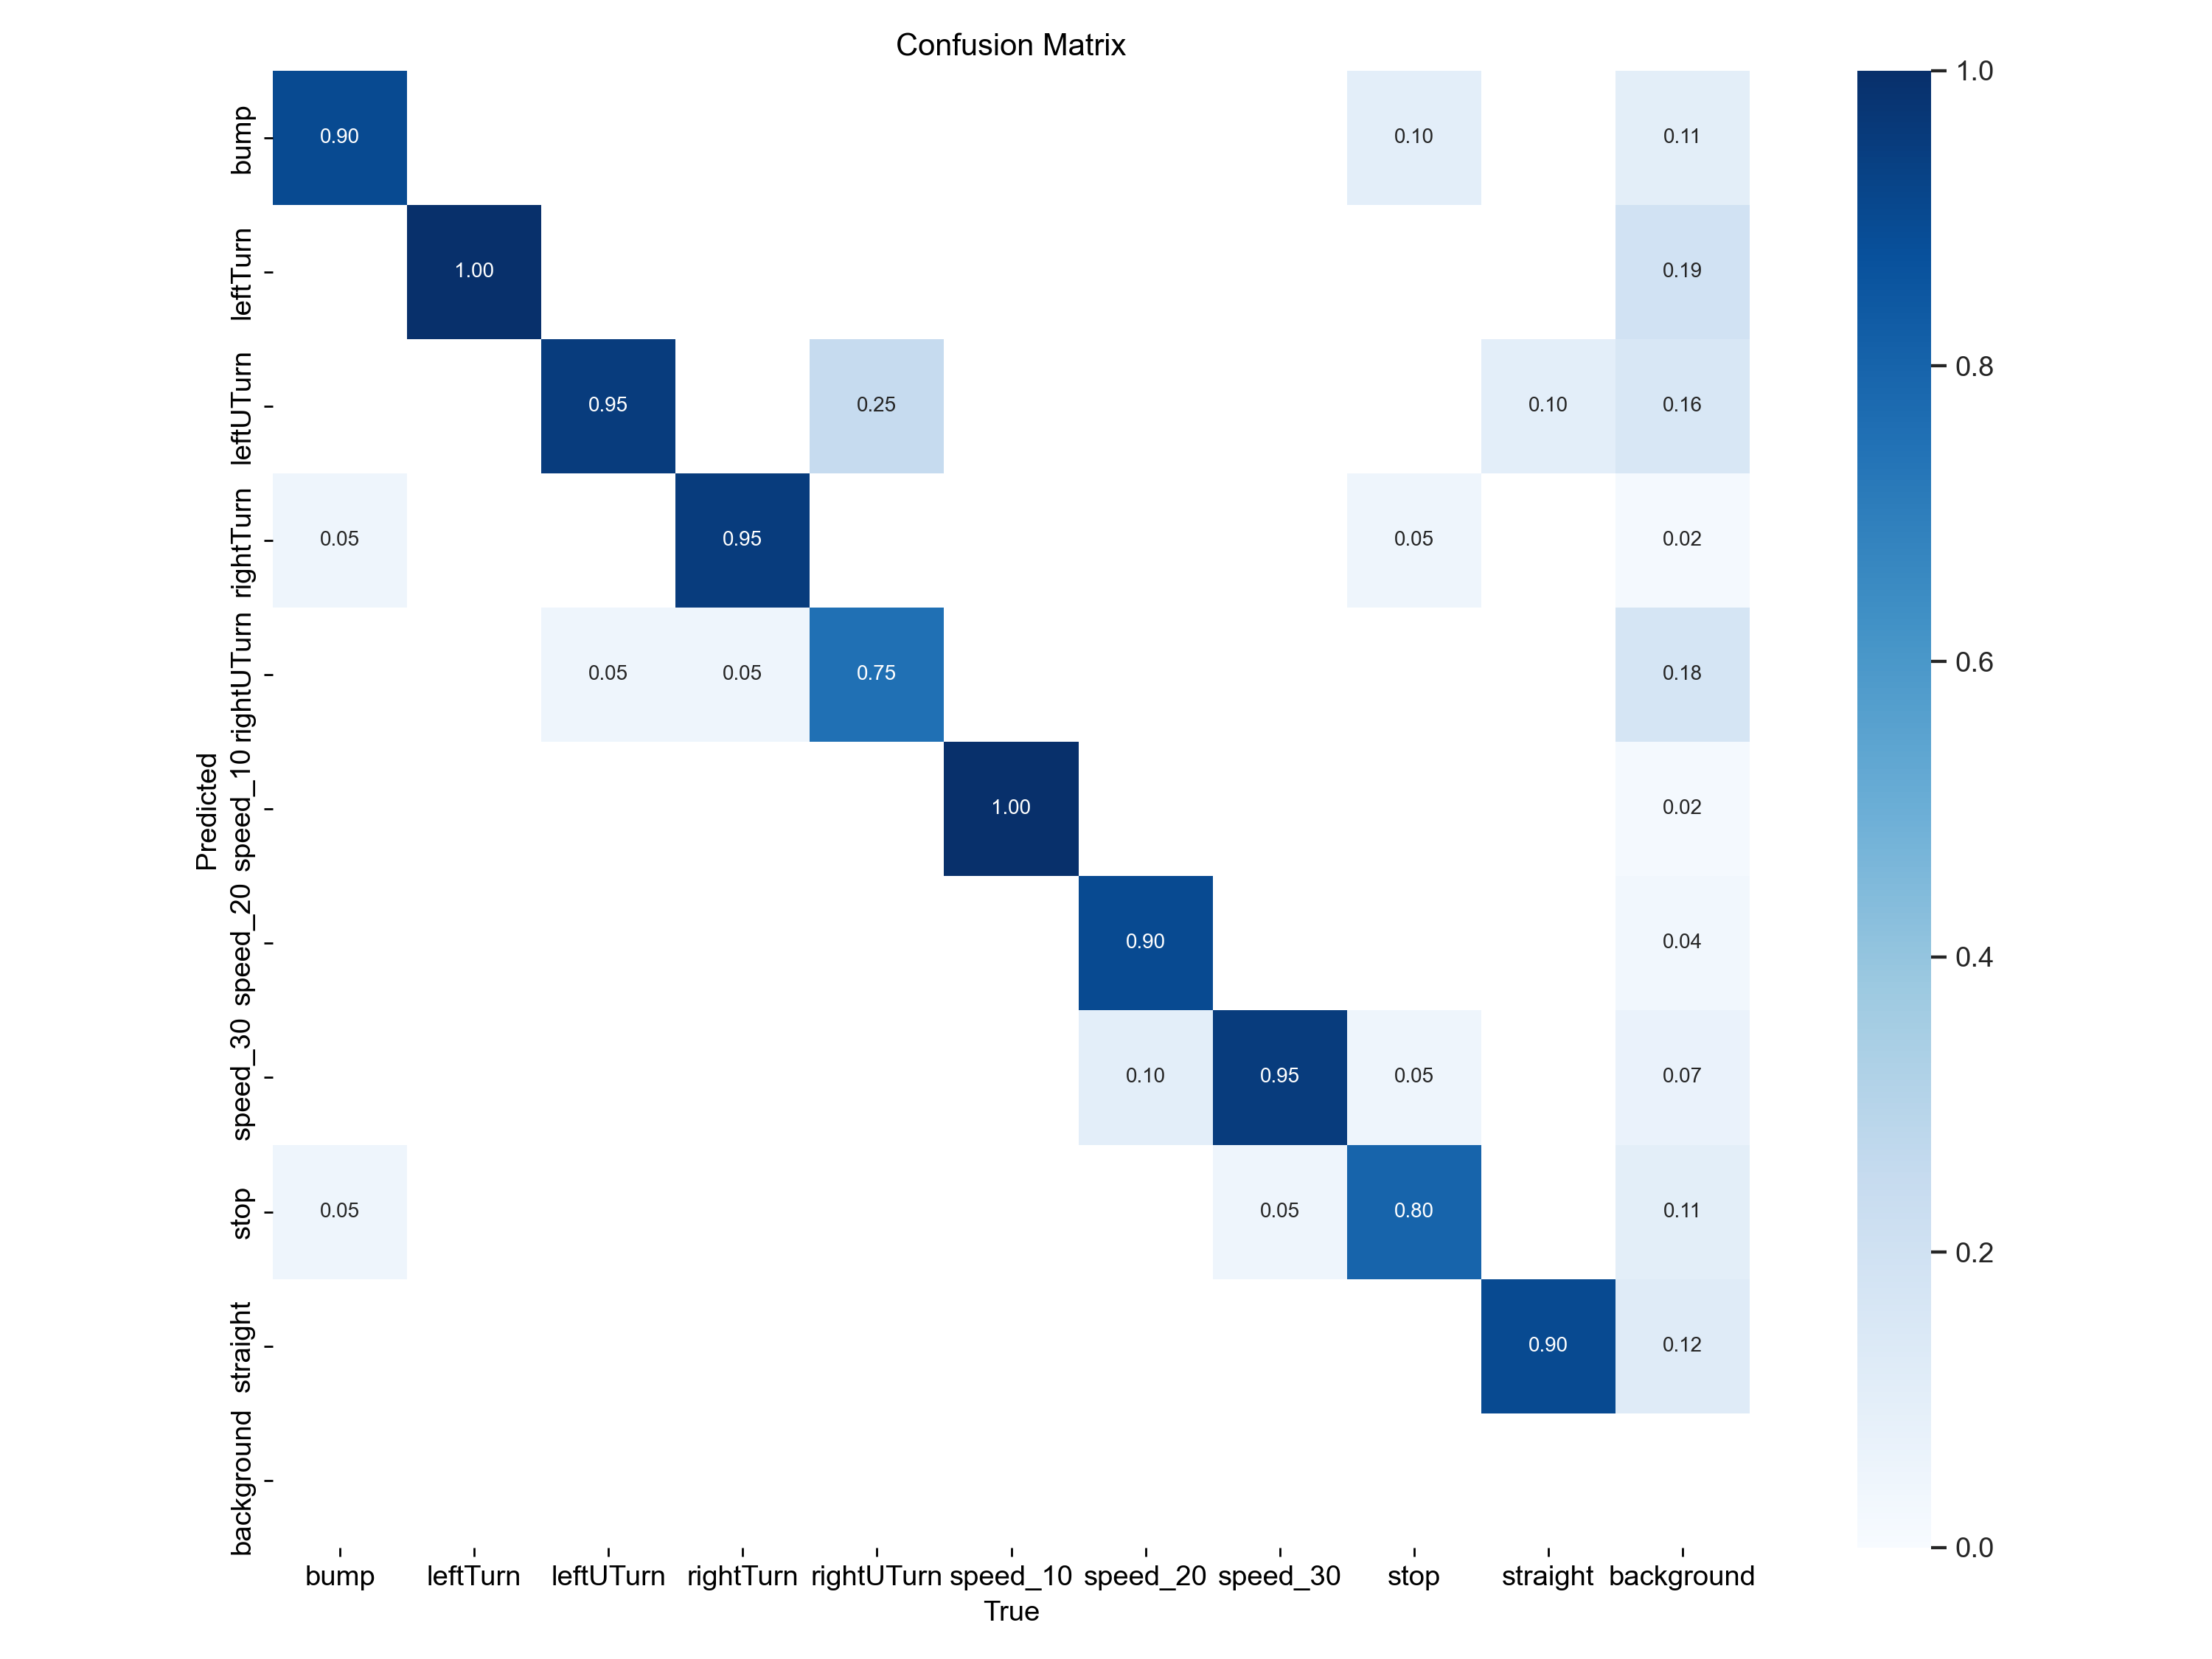 Confusion Matrix
bump 0.90 0.10 0.11
leftTurn 1.00 0.19
leftUTurn 0.95 0.25 0.10 0.16
rightTurn 0.05 0.95 0.05 0.02
rightUTurn 0.05 0.05 0.75 0.18
speed_10 1.00 0.02
speed_20 0.90 0.04
speed_30 0.10 0.95 0.05 0.07
stop 0.05 0.05 0.80 0.11
straight 0.90 0.12
background
Predicted
bump leftTurn leftUTurn rightTurn rightUTurn speed_10 speed_20 speed_30 stop straight background
True
1.0
0.8
0.6
0.4
0.2
0.0